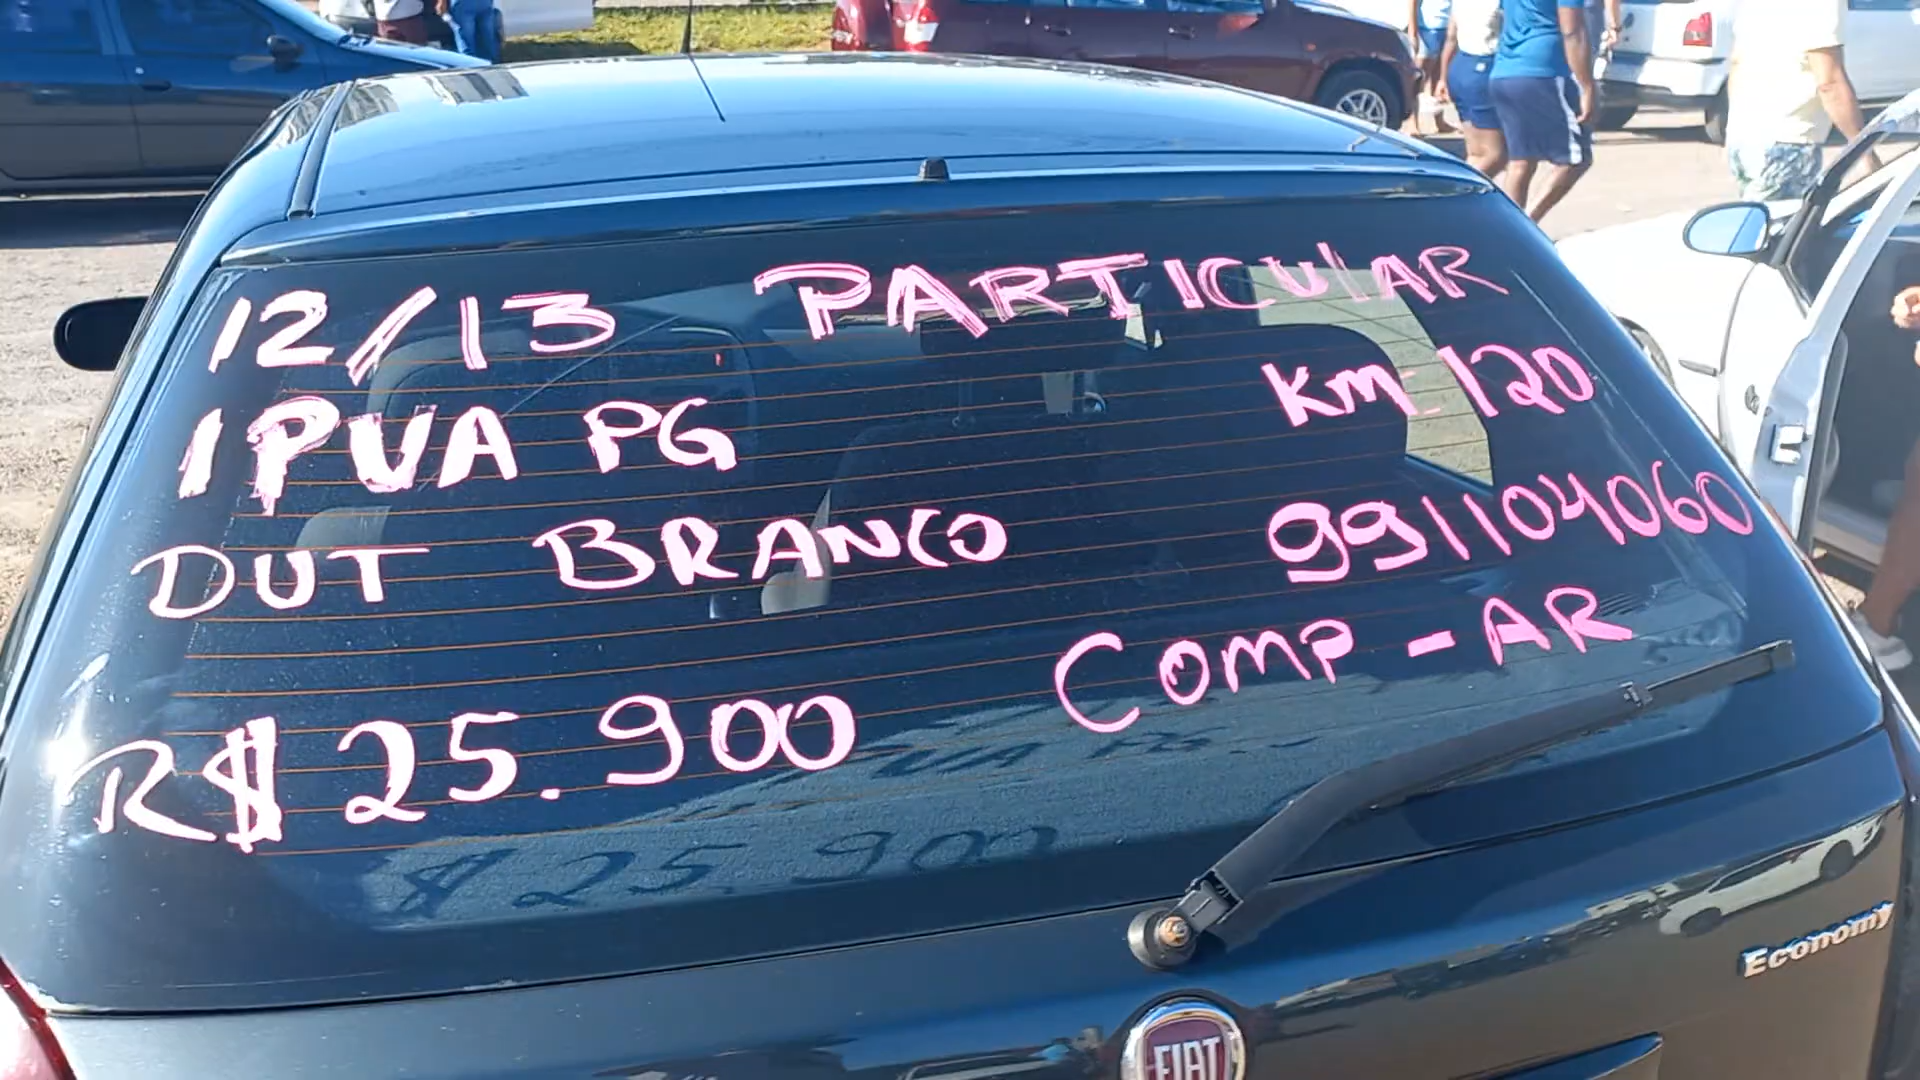 12/13 PARTICULAR
IPVA PG KM-120
DUT BRANCO 991104060
COMP-AR
R$25.900
Economy
FIAT